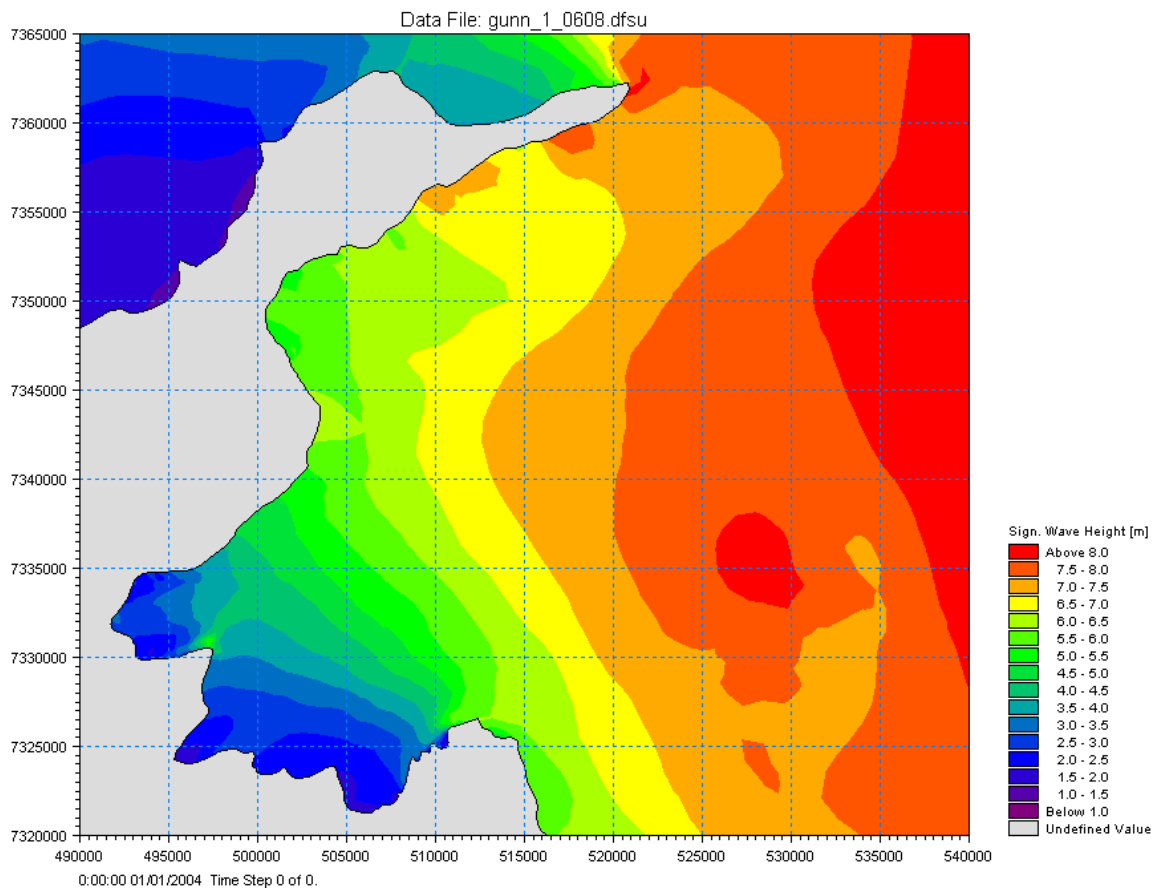 Data File: gunn_1_0608.dfsu
7365000
7360000
7355000
7350000
7345000
7340000
7335000
7330000
7325000
7320000
490000 495000 500000 505000 510000 515000 520000 525000 530000 535000 540000
0:00:00 01/01/2004 Time Step 0 of 0.
Sign. Wave Height [m]
Above 8.0
7.5 - 8.0
7.0 - 7.5
6.5 - 7.0
6.0 - 6.5
5.5 - 6.0
5.0 - 5.5
4.5 - 5.0
4.0 - 4.5
3.5 - 4.0
3.0 - 3.5
2.5 - 3.0
2.0 - 2.5
1.5 - 2.0
1.0 - 1.5
Below 1.0
Undefined Value